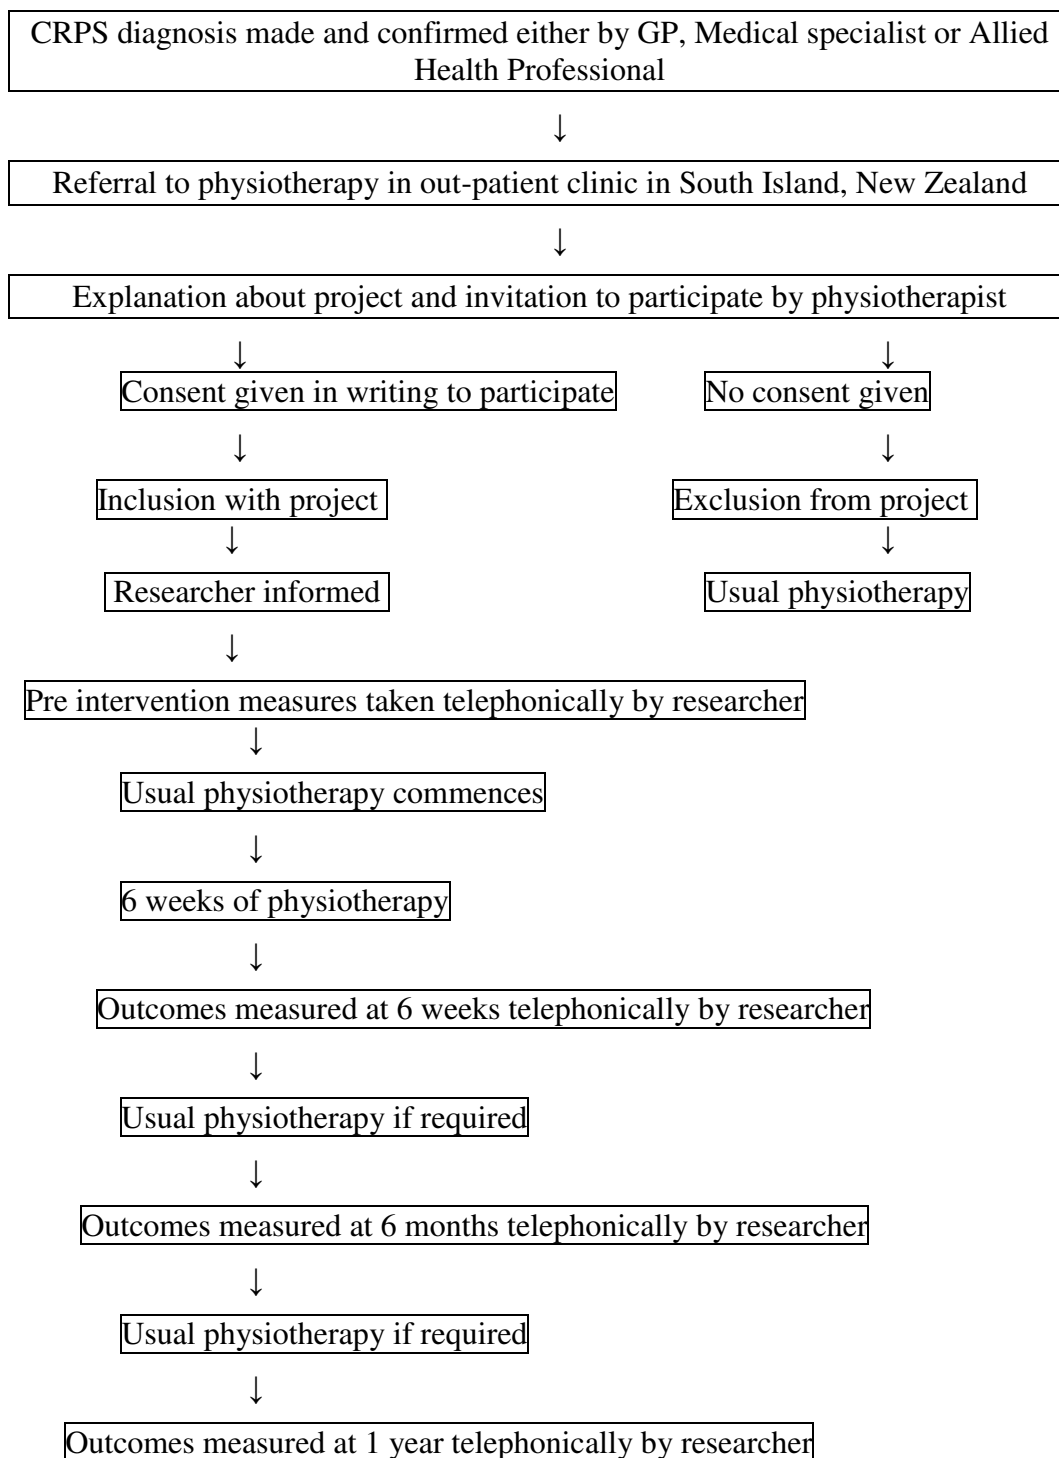 CRPS diagnosis made and confirmed either by GP, Medical specialist or Allied
Health Professional
↓
Referral to physiotherapy in out-patient clinic in South Island, New Zealand
↓
Explanation about project and invitation to participate by physiotherapist
↓ ↓
Consent given in writing to participate No consent given
↓ ↓
Inclusion with project Exclusion from project
↓ ↓
Researcher informed Usual physiotherapy
↓
Pre intervention measures taken telephonically by researcher
↓
Usual physiotherapy commences
↓
6 weeks of physiotherapy
↓
Outcomes measured at 6 weeks telephonically by researcher
↓
Usual physiotherapy if required
↓
Outcomes measured at 6 months telephonically by researcher
↓
Usual physiotherapy if required
↓
Outcomes measured at 1 year telephonically by researcher